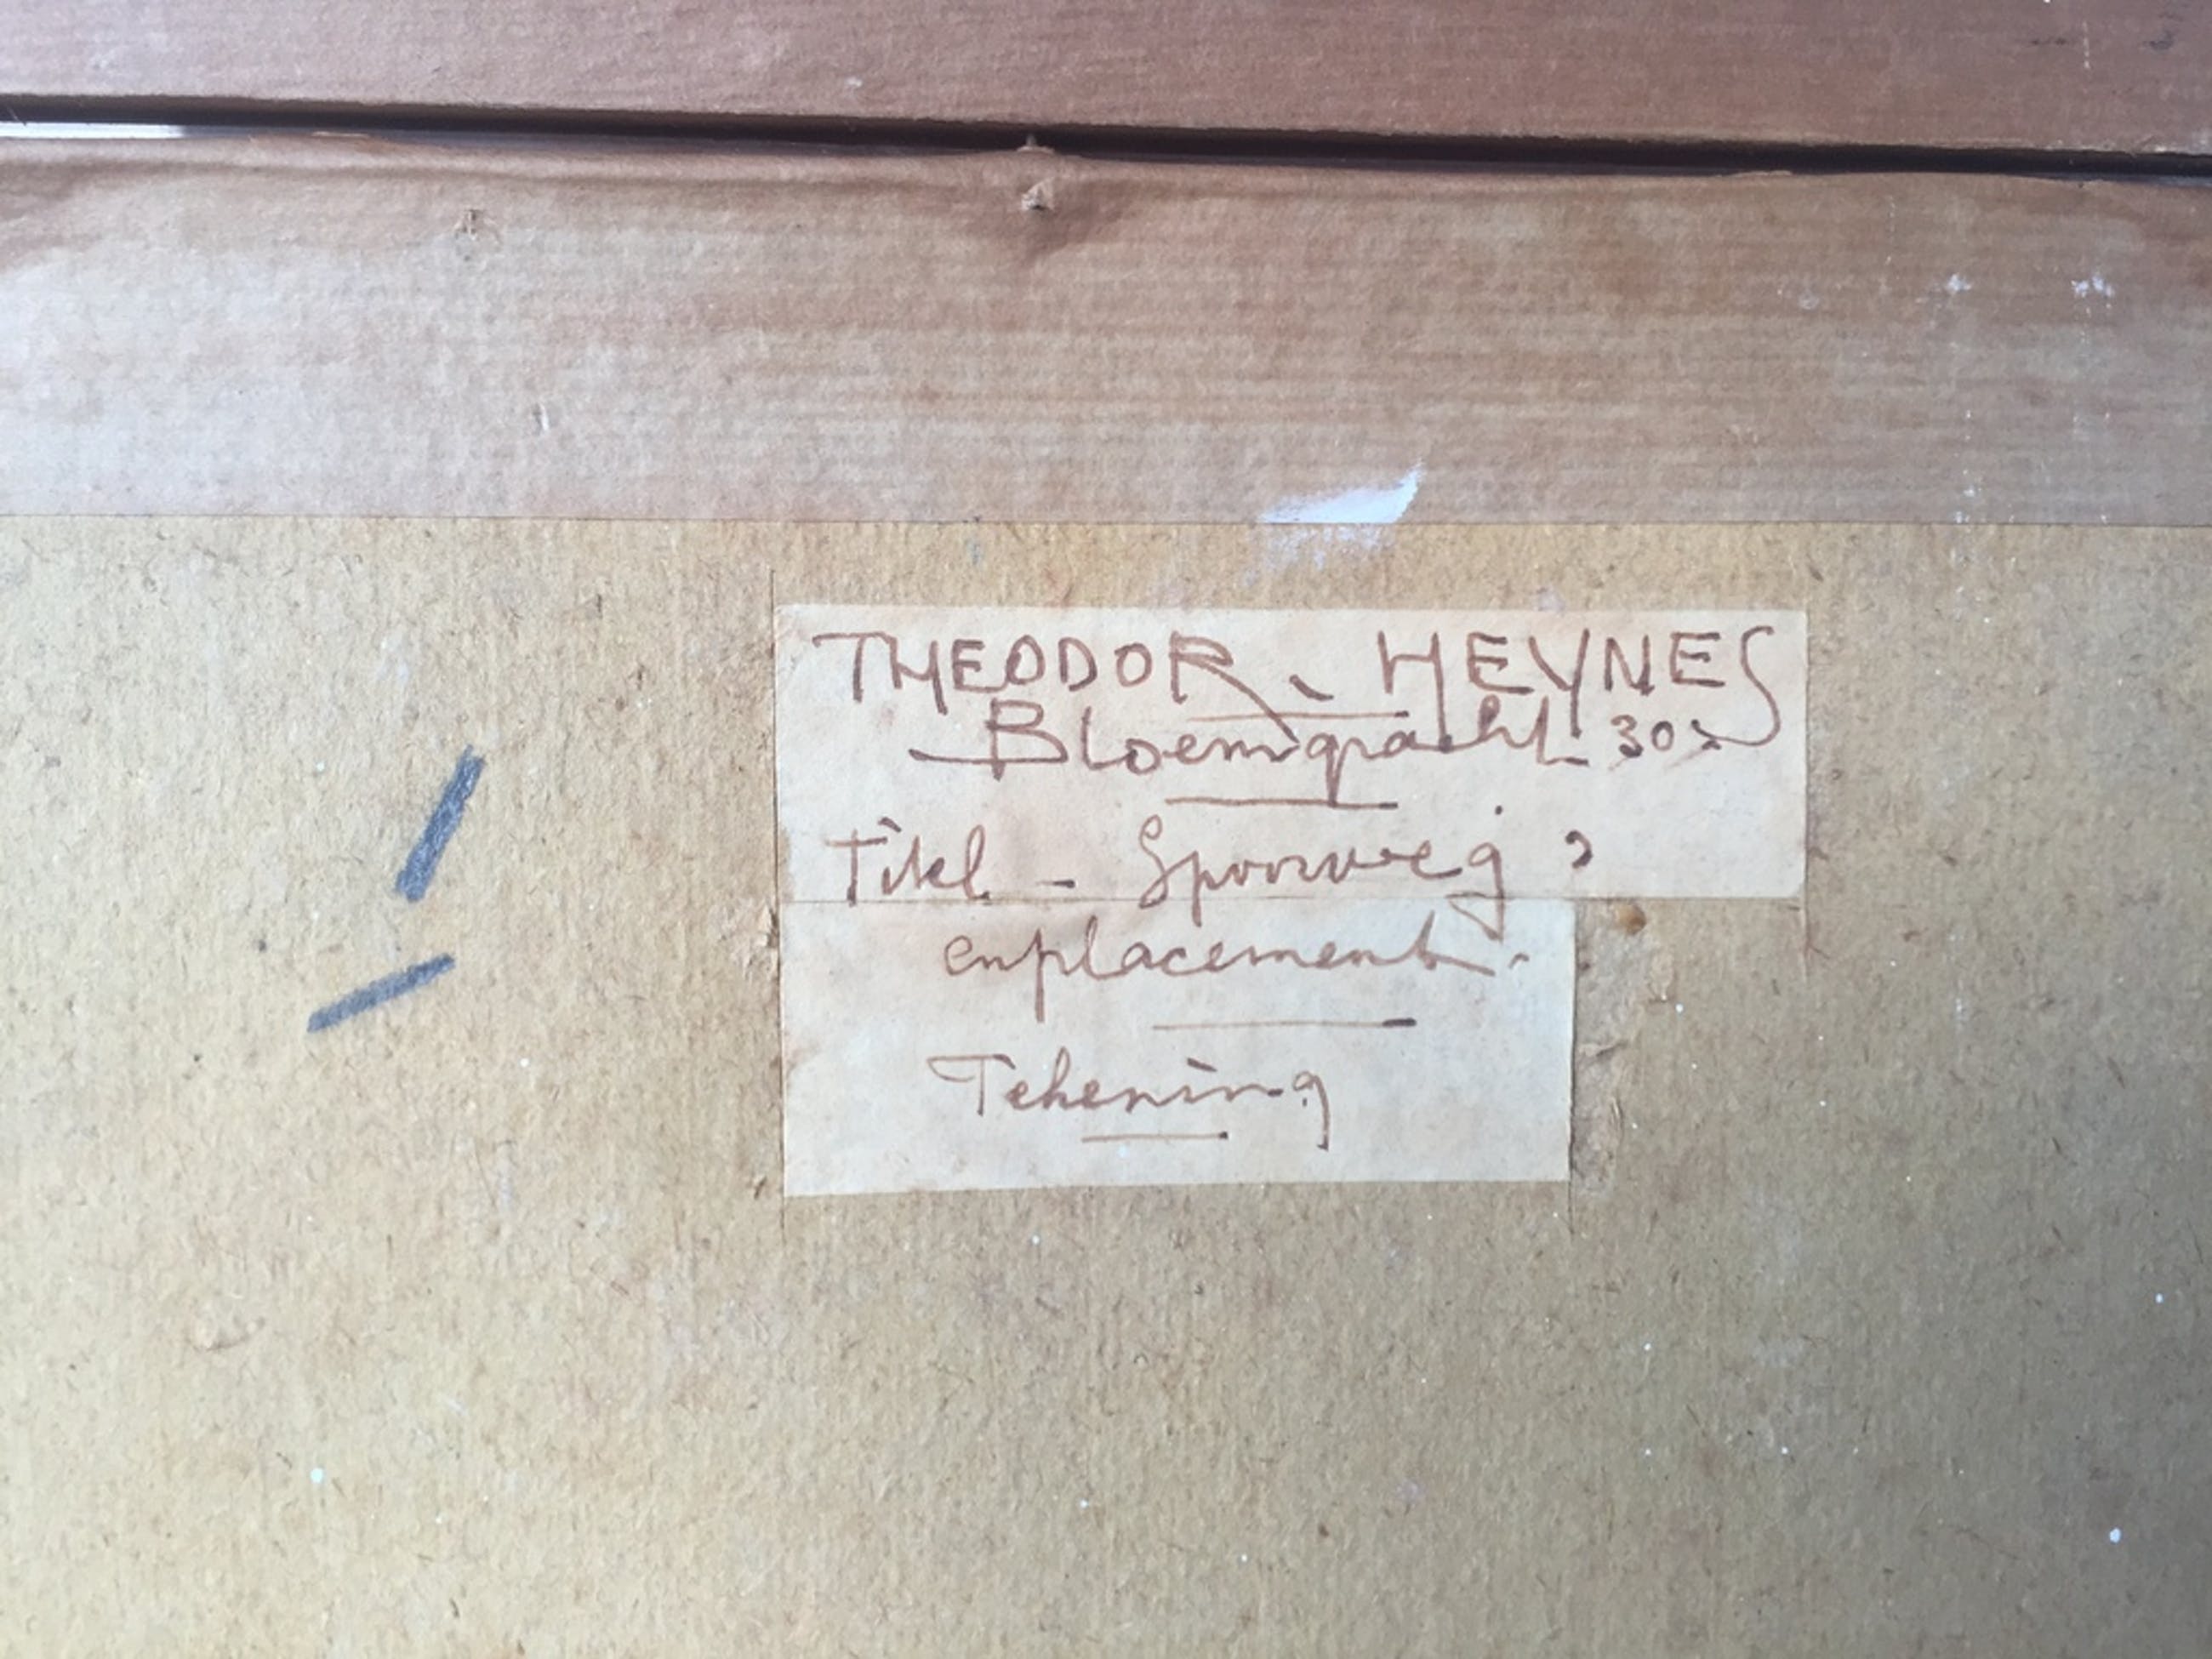 THEODOR - HEYNES
Bloemgracht 30
Titel - Spoorweg =
emplacement.
Tekening